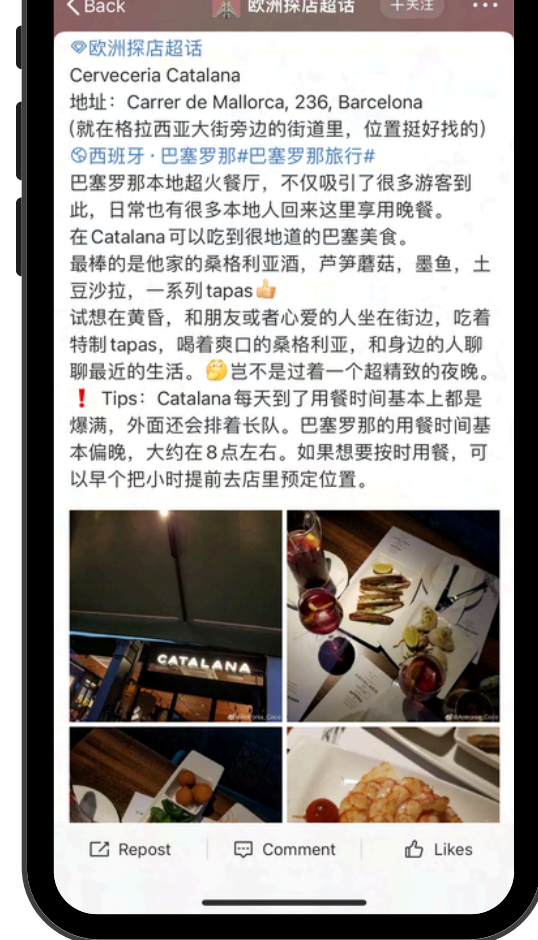 Back
欧洲探店超话
+关注
欧洲探店超话
Cerveceria Catalana
地址：Carrer de Mallorca, 236, Barcelona
(就在格拉西亚大街旁边的街道里，位置挺好找的)
西班牙·巴塞罗那#巴塞罗那旅行#
巴塞罗那本地超火餐厅，不仅吸引了很多游客到
此，日常也有很多本地人回来这里享用晚餐。
在Catalana可以吃到很地道的巴塞美食。
最棒的是他家的桑格利亚酒，芦笋蘑菇，墨鱼，土
豆沙拉，一系列tapas👍
试想在黄昏，和朋友或者心爱的人坐在街边，吃着
特制tapas，喝着爽口的桑格利亚，和身边的人聊
聊最近的生活。🤔岂不是过着一个超精致的夜晚。
❗ Tips：Catalana每天到了用餐时间基本上都是
爆满，外面还会排着长队。巴塞罗那的用餐时间基
本偏晚，大约在8点左右。如果想要按时用餐，可
以早个把小时提前去店里预定位置。
CATALANA
Repost
Comment
Likes